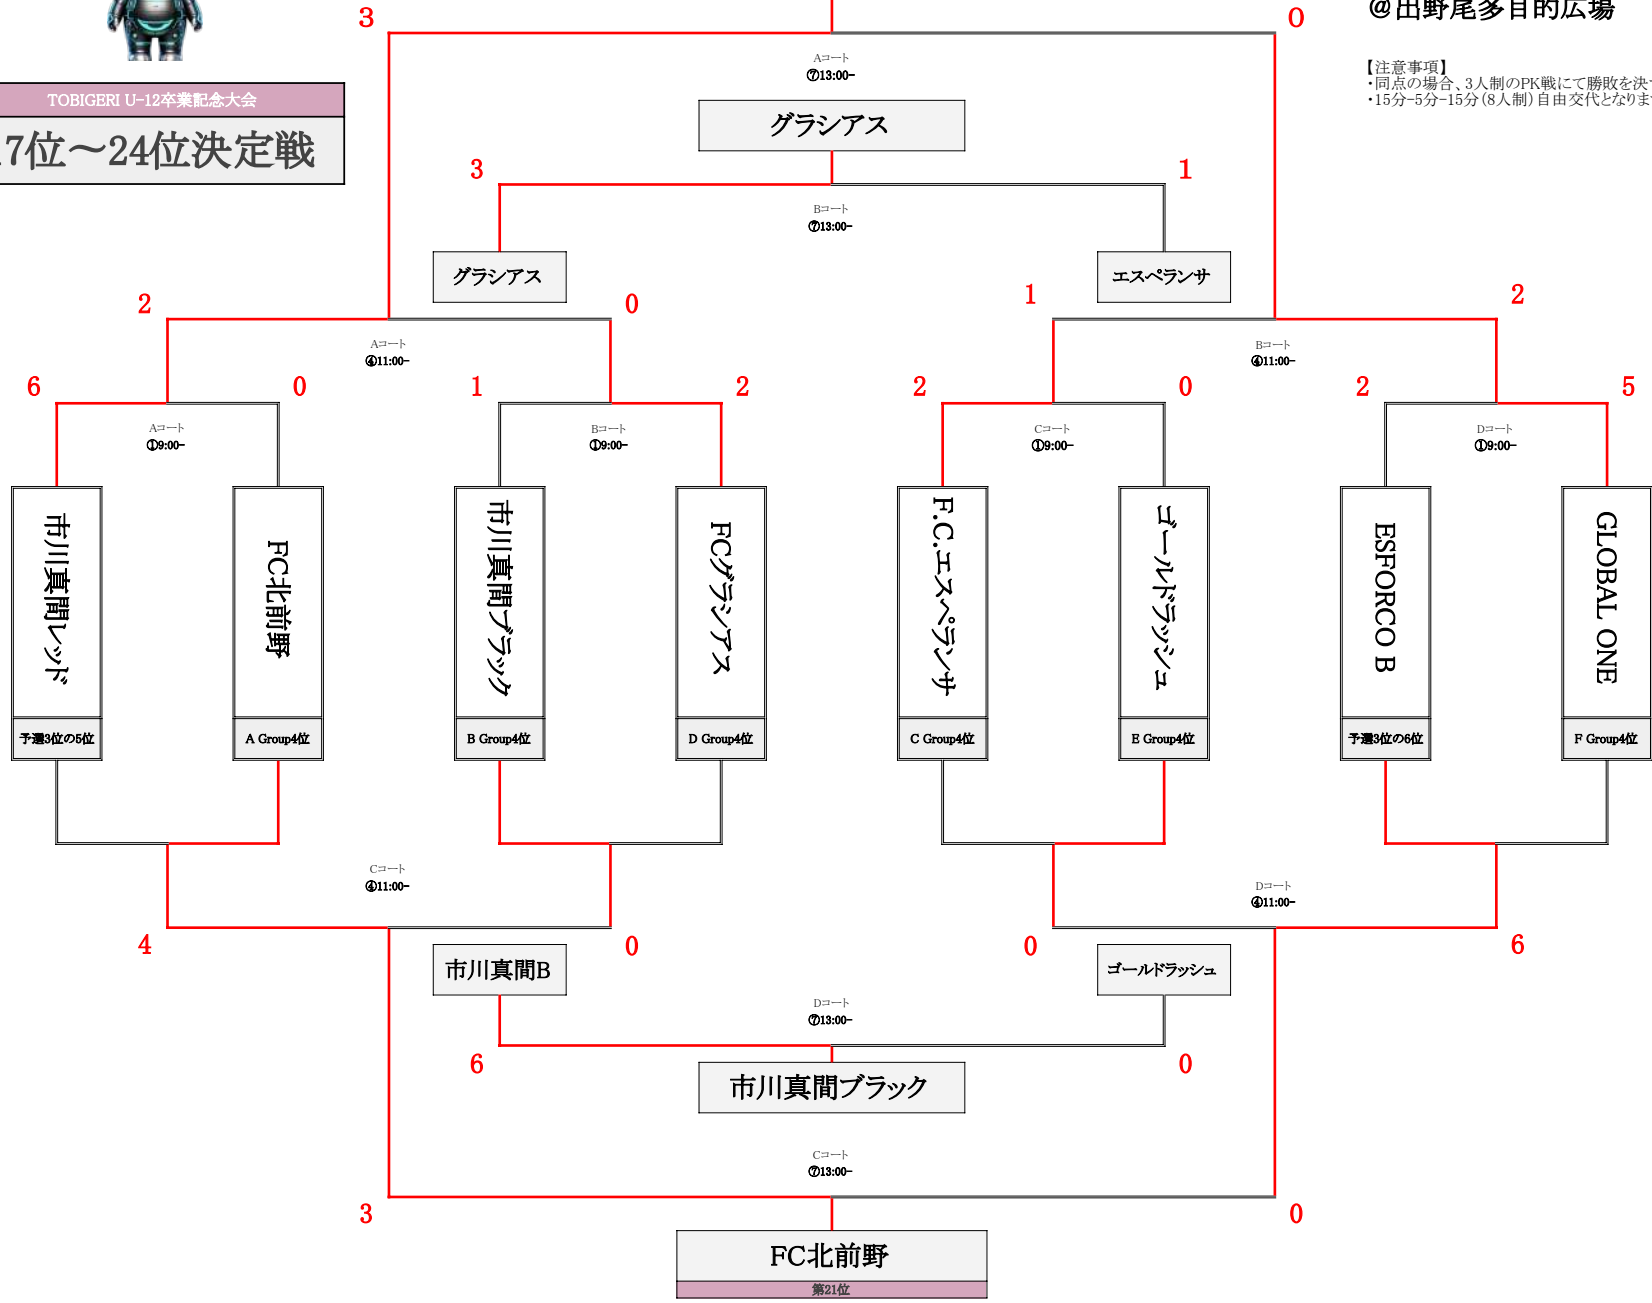 @出野尾多目的広場
3
0
Aコート
⑦13:00-
【注意事項】
・同点の場合、3人制のPK戦にて勝敗を決
・15分-5分-15分(8人制)自由交代となりま
TOBIGERI U-12卒業記念大会
7位～24位決定戦
グラシアス
3
1
Bコート
⑦13:00-
グラシアス
エスペランサ
2
0
1
2
Aコート
④11:00-
Bコート
④11:00-
6
0
1
2
2
0
2
5
Aコート
①9:00-
Bコート
①9:00-
Cコート
①9:00-
Dコート
①9:00-
市川真間レッド
FC北前野
市川真間ブラック
FCグラシアス
F.C.エスペランサ
ゴールドラッシュ
ESFORCO B
GLOBAL ONE
予選3位の5位
A Group4位
B Group4位
D Group4位
C Group4位
E Group4位
予選3位の6位
F Group4位
Cコート
④11:00-
Dコート
④11:00-
4
0
0
6
市川真間B
ゴールドラッシュ
Dコート
⑦13:00-
6
0
市川真間ブラック
Cコート
⑦13:00-
3
0
FC北前野
第21位